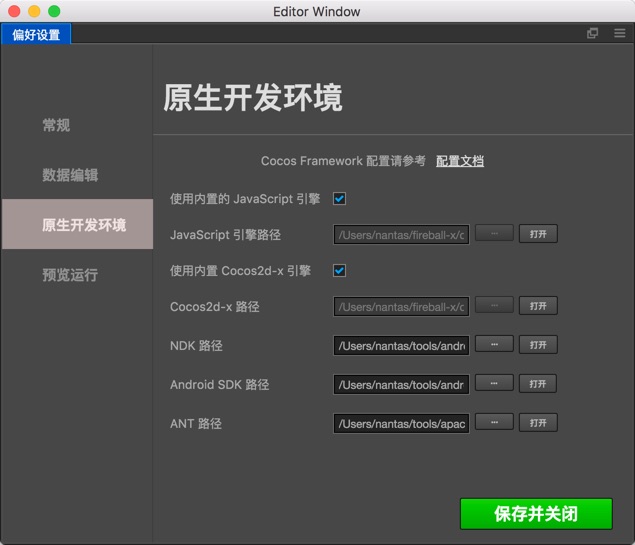 Editor Window
偏好设置
原生开发环境
常规
数据编辑
原生开发环境
预览运行
Cocos Framework 配置请参考 配置文档
使用内置的 JavaScript 引擎
JavaScript 引擎路径 /Users/nantas/fireball-x/ ... 打开
使用内置 Cocos2d-x 引擎
Cocos2d-x 路径 /Users/nantas/fireball-x/ ... 打开
NDK 路径 /Users/nantas/tools/andr ... 打开
Android SDK 路径 /Users/nantas/tools/andr ... 打开
ANT 路径 /Users/nantas/tools/apac ... 打开
保存并关闭